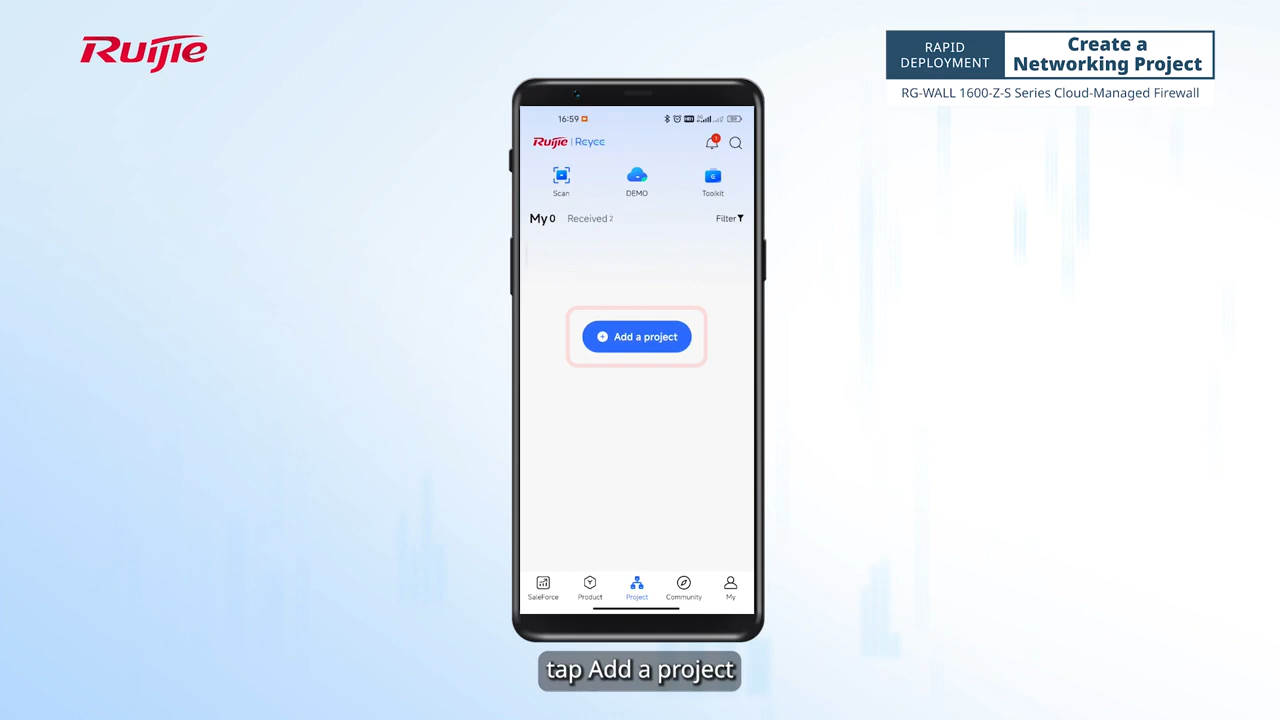 Ruijie
RAPID
DEPLOYMENT
Create a
Networking Project
RG-WALL 1600-Z-S Series Cloud-Managed Firewall
16:59
Ruijie | Reyee
1
Scan
DEMO
Toolkit
My 0
Received 2
Filter
Add a project
SaleForce
Product
Project
Community
My
tap Add a project